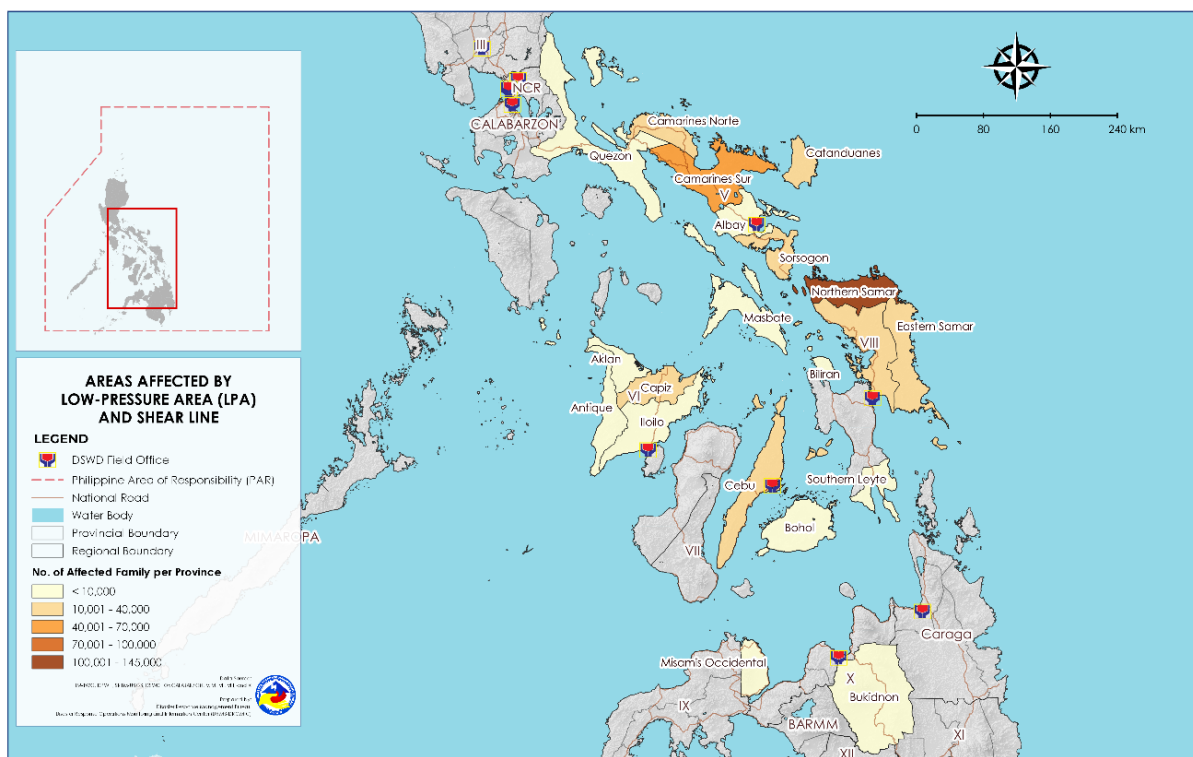 III
NCR
CALABARZON
Quezon
Camarines Norte
Catanduanes
Camarines Sur
V
Albay
Sorsogon
Masbate
Northern Samar
Eastern Samar
VIII
Biliran
Aklan
Capiz
VI
Antique
Iloilo
Cebu
Southern Leyte
Bohol
VII
Caraga
Misamis Occidental
X
Bukidnon
IX
BARMM
XI
XII
MIMAROPA
0 80 160 240 km
AREAS AFFECTED BY
LOW-PRESSURE AREA (LPA)
AND SHEAR LINE
LEGEND
DSWD Field Office
Philippine Area of Responsibility (PAR)
National Road
Water Body
Provincial Boundary
Regional Boundary
No. of Affected Family per Province
< 10,000
10,001 - 40,000
40,001 - 70,000
70,001 - 100,000
100,001 - 145,000